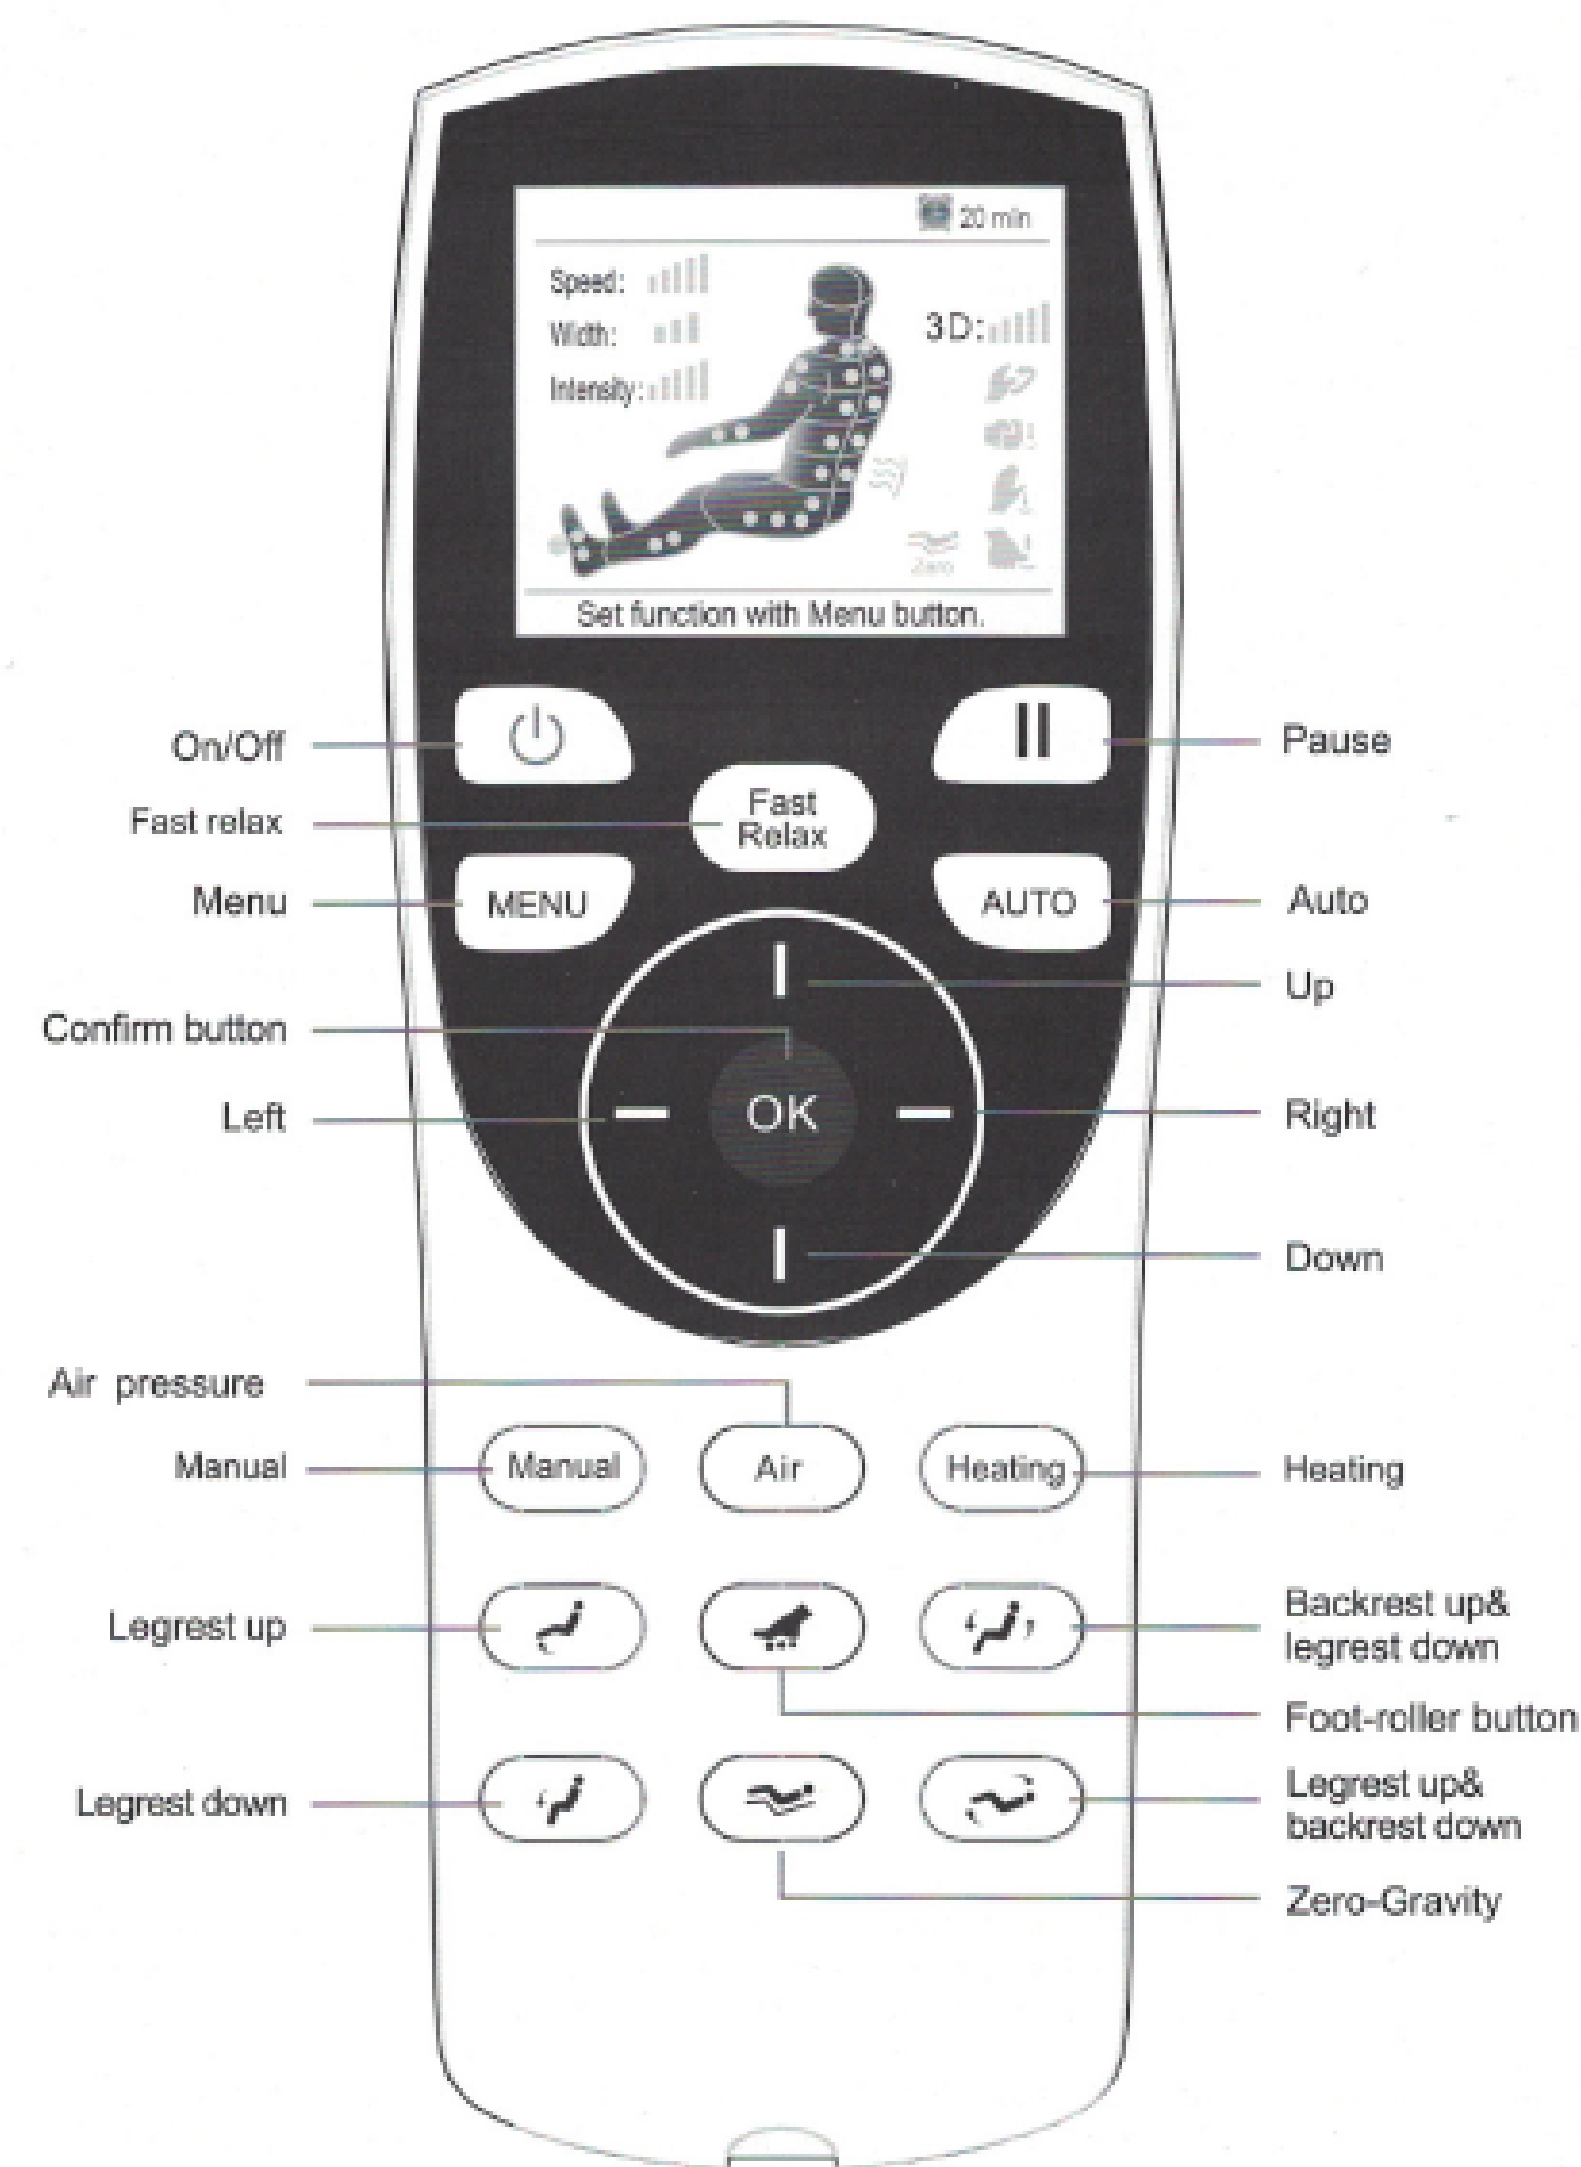 20 min
Speed:
Width:
Intensity:
3D:
Zero
Set function with Menu button.
On/Off
Pause
Fast relax
Fast
Relax
Menu
MENU
AUTO
Auto
Up
Confirm button
Left
OK
Right
Down
Air pressure
Manual
Manual
Air
Heating
Heating
Legrest up
Backrest up&
legrest down
Foot-roller button
Legrest down
Legrest up&
backrest down
Zero-Gravity